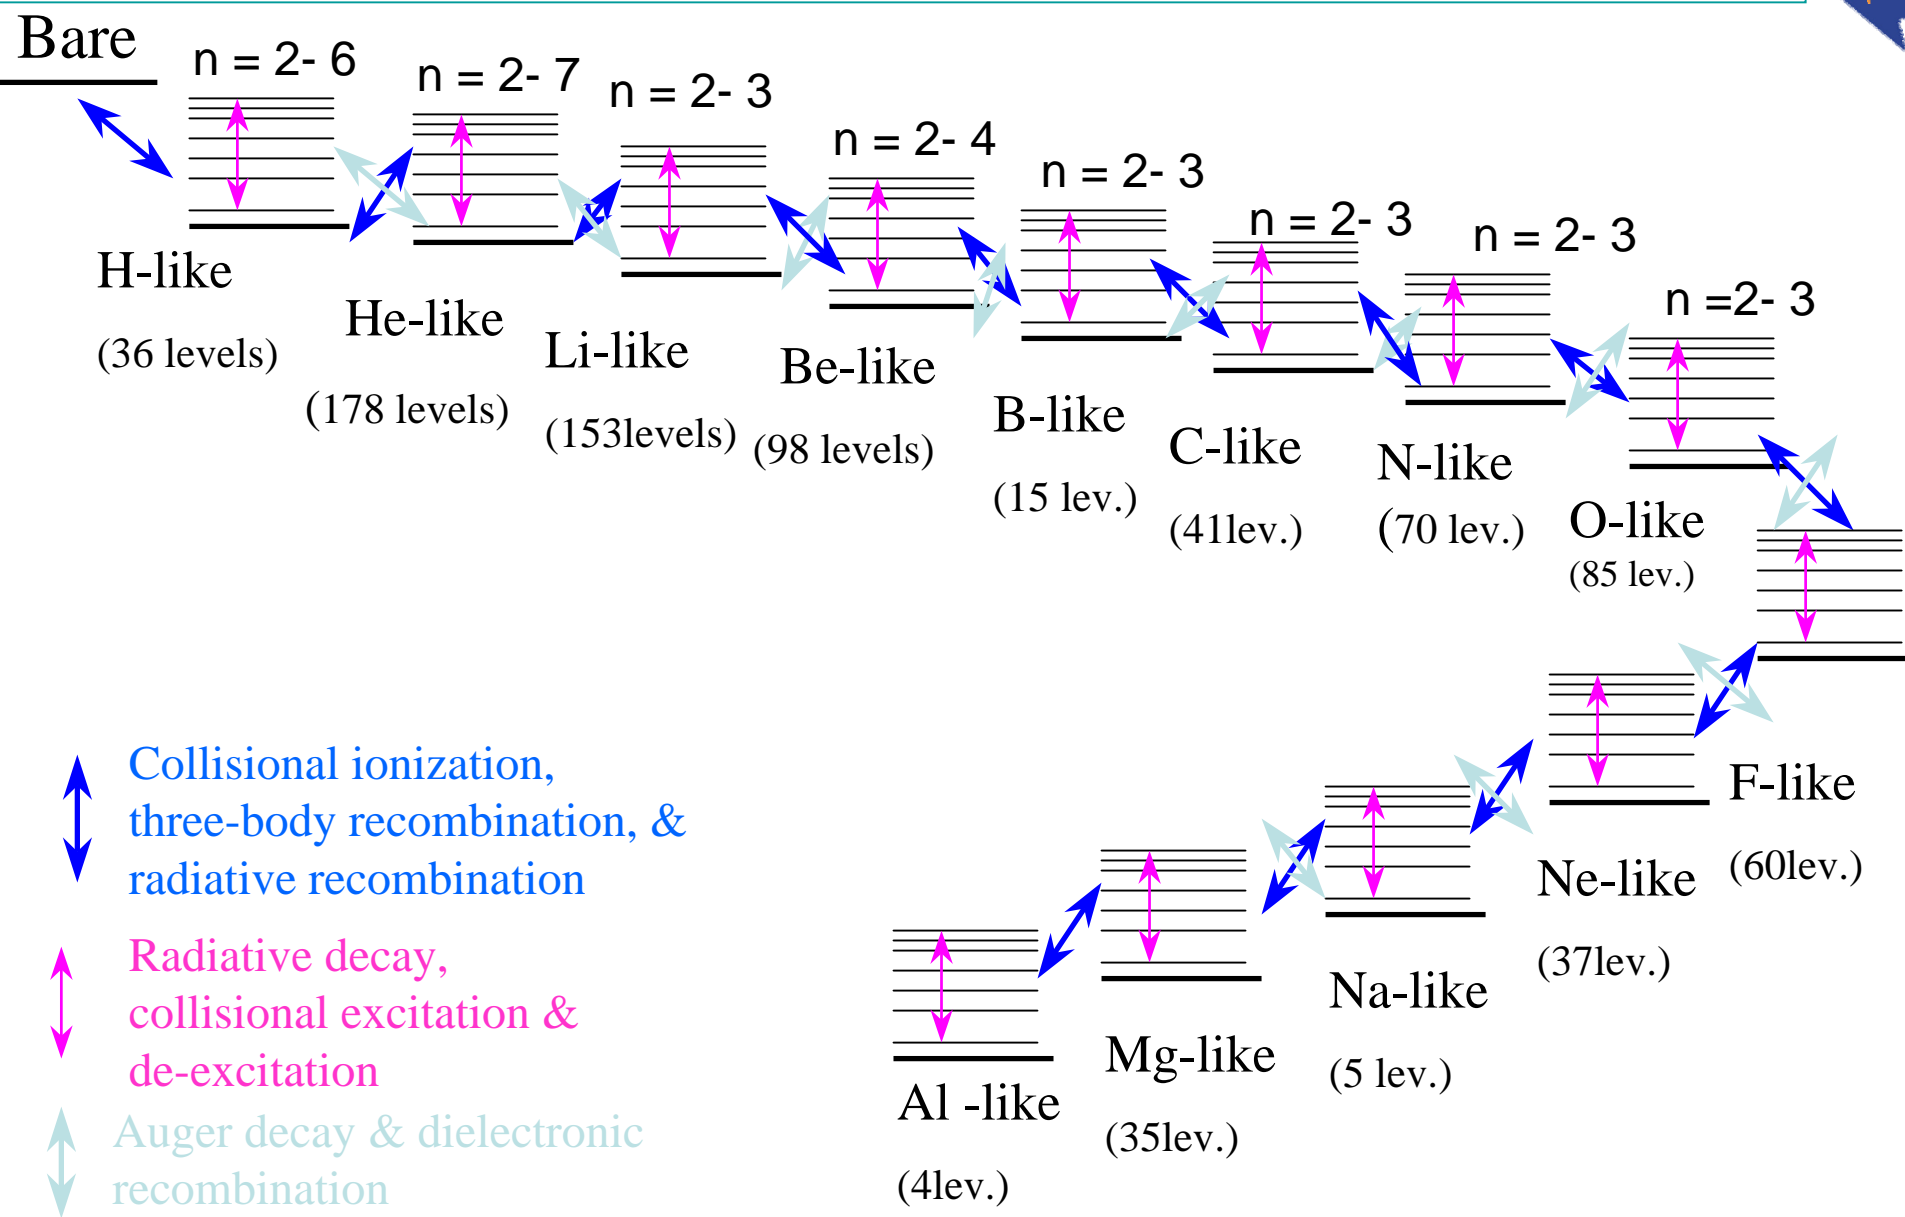 Bare
n = 2- 6
n = 2- 7
n = 2- 3
n = 2- 4
n = 2- 3
n = 2- 3
n = 2- 3
n =2- 3
H-like
(36 levels)
He-like
(178 levels)
Li-like
(153levels)
Be-like
(98 levels)
B-like
(15 lev.)
C-like
(41lev.)
N-like
(70 lev.)
O-like
(85 lev.)
F-like
(60lev.)
Ne-like
(37lev.)
Na-like
(5 lev.)
Mg-like
(35lev.)
Al -like
(4lev.)
Collisional ionization,
three-body recombination, &
radiative recombination
Radiative decay,
collisional excitation &
de-excitation
Auger decay & dielectronic
recombination